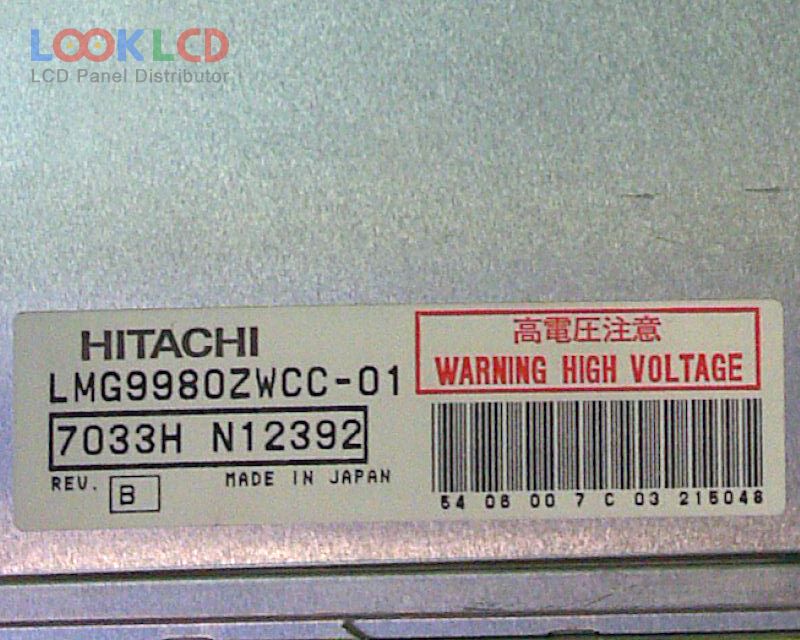 LOOK LCD
LCD Panel Distributor
HITACHI
LMG9980ZWCC-01
7033H N12392
REV. B
MADE IN JAPAN
高電圧注意
WARNING HIGH VOLTAGE
54 06 00 7 C 03 215048